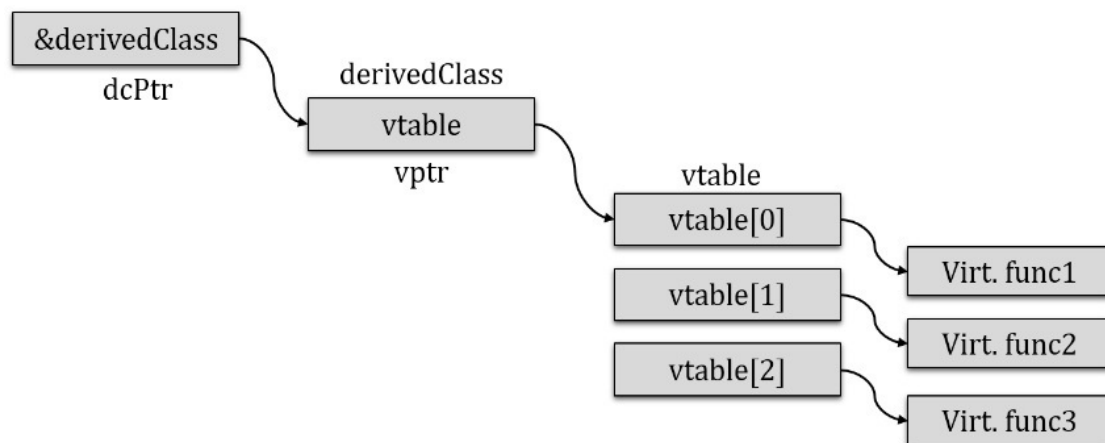 &derivedClass
dcPtr
derivedClass
vtable
vptr
vtable
vtable[0]
vtable[1]
vtable[2]
Virt. func1
Virt. func2
Virt. func3